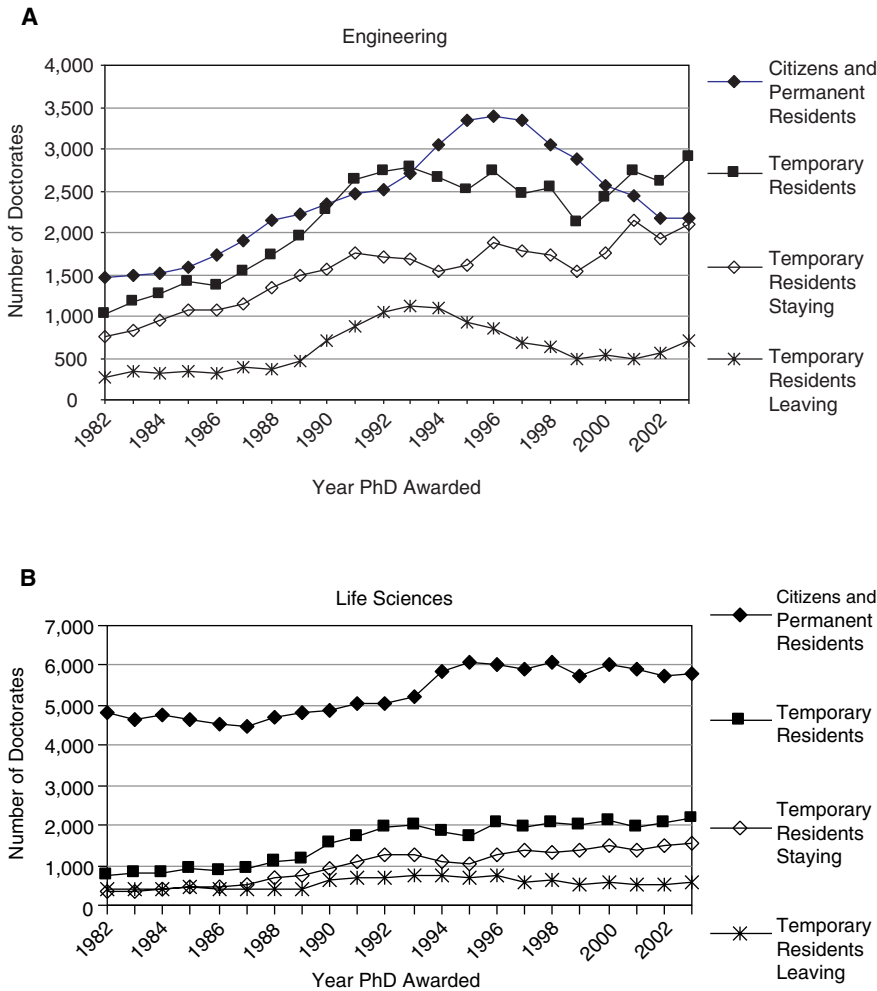 A
Engineering
4,000
3,500
3,000
2,500
2,000
1,500
1,000
500
0
Number of Doctorates
1982
1984
1986
1988
1990
1992
1994
1996
1998
2000
2002
Year PhD Awarded
Citizens and
Permanent
Residents
Temporary
Residents
Temporary
Residents
Staying
Temporary
Residents
Leaving
B
Life Sciences
7,000
6,000
5,000
4,000
3,000
2,000
1,000
0
Number of Doctorates
1982
1984
1986
1988
1990
1992
1994
1996
1998
2000
2002
Year PhD Awarded
Citizens and
Permanent
Residents
Temporary
Residents
Temporary
Residents
Staying
Temporary
Residents
Leaving